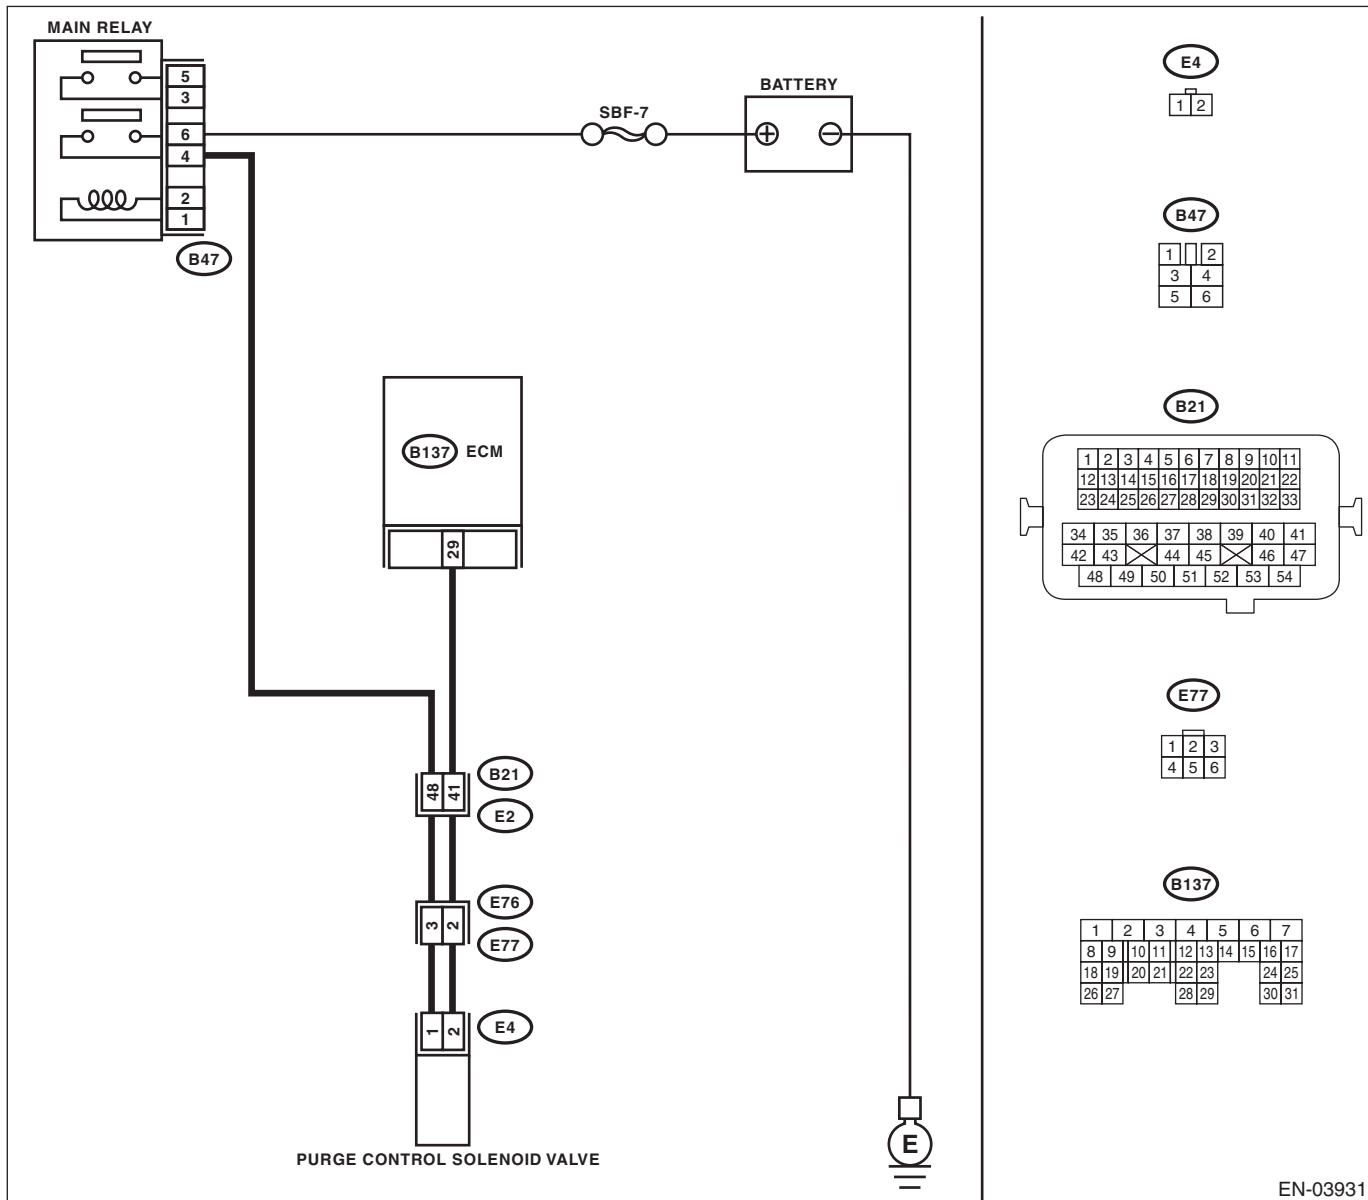 MAIN RELAY
5
3
6
4
2
1
B47
SBF-7
BATTERY
B137 ECM
29
48 41
B21
E2
E76
3 2
E77
1 2
E4
PURGE CONTROL SOLENOID VALVE
E
E4
1 2
B47
1 2
3 4
5 6
B21
1 2 3 4 5 6 7 8 9 10 11
12 13 14 15 16 17 18 19 20 21 22
23 24 25 26 27 28 29 30 31 32 33
34 35 36 37 38 39 40 41
42 43 44 45 46 47
48 49 50 51 52 53 54
E77
1 2 3
4 5 6
B137
1 2 3 4 5 6 7
8 9 10 11 12 13 14 15 16 17
18 19 20 21 22 23 24 25
26 27 28 29 30 31
EN-03931